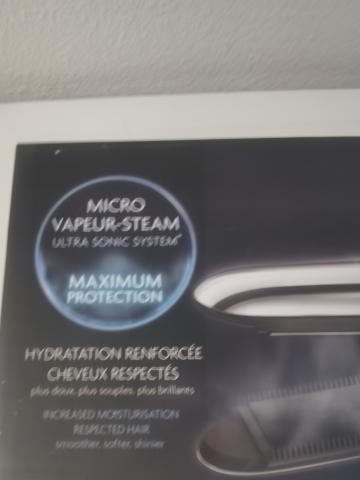 MICRO
VAPEUR-STEAM
ULTRA SONIC SYSTEM*
MAXIMUM
PROTECTION
HYDRATATION RENFORCÉE
CHEVEUX RESPECTÉS
plus doux, plus souples, plus brillants
INCREASED MOISTURISATION
RESPECTED HAIR
smoother, softer, shinier